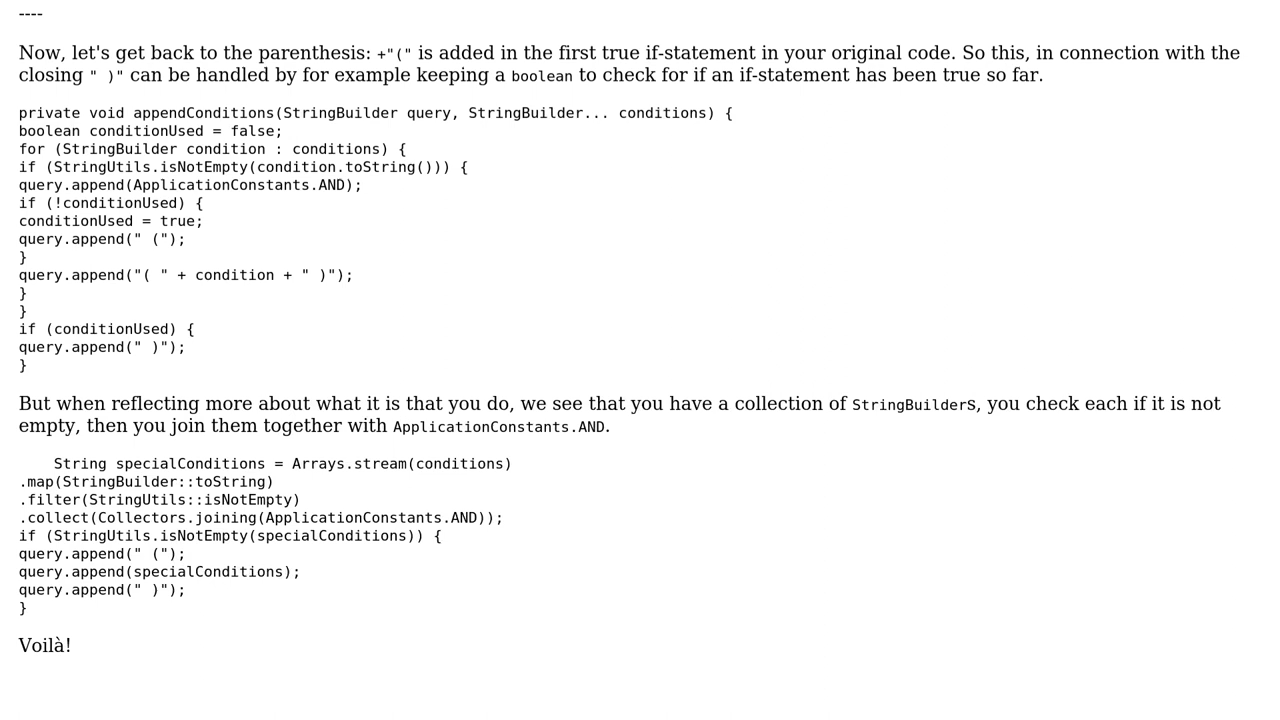 ----
Now, let's get back to the parenthesis: +"(" is added in the first true if-statement in your original code. So this, in connection with the
closing " )" can be handled by for example keeping a boolean to check for if an if-statement has been true so far.
private void appendConditions(StringBuilder query, StringBuilder... conditions) {
boolean conditionUsed = false;
for (StringBuilder condition : conditions) {
if (StringUtils.isNotEmpty(condition.toString())) {
query.append(ApplicationConstants.AND);
if (!conditionUsed) {
conditionUsed = true;
query.append(" (");
}
query.append("( " + condition + " )");
}
}
if (conditionUsed) {
query.append(" )");
}
But when reflecting more about what it is that you do, we see that you have a collection of StringBuilders, you check each if it is not
empty, then you join them together with ApplicationConstants.AND.
String specialConditions = Arrays.stream(conditions)
.map(StringBuilder::toString)
.filter(StringUtils::isNotEmpty)
.collect(Collectors.joining(ApplicationConstants.AND));
if (StringUtils.isNotEmpty(specialConditions)) {
query.append(" (");
query.append(specialConditions);
query.append(" )");
}
Voilà!